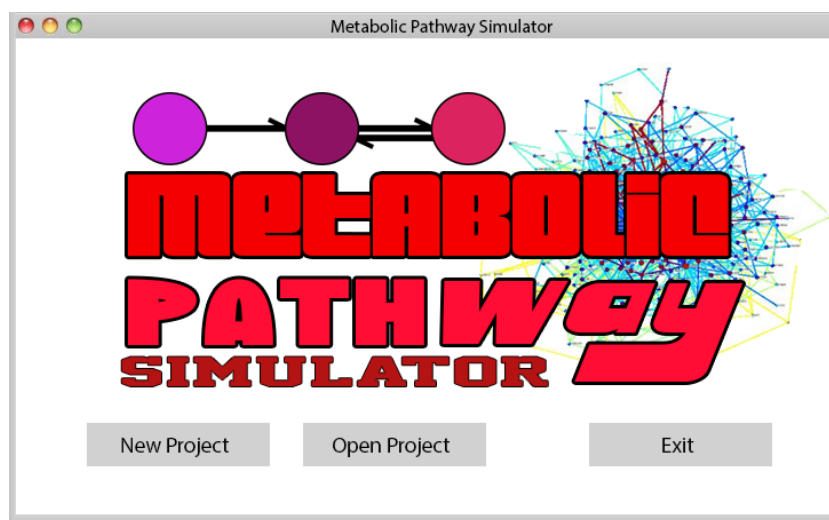 Metabolic Pathway Simulator
metABOLiC
PATHway
SIMULATOR
New Project
Open Project
Exit